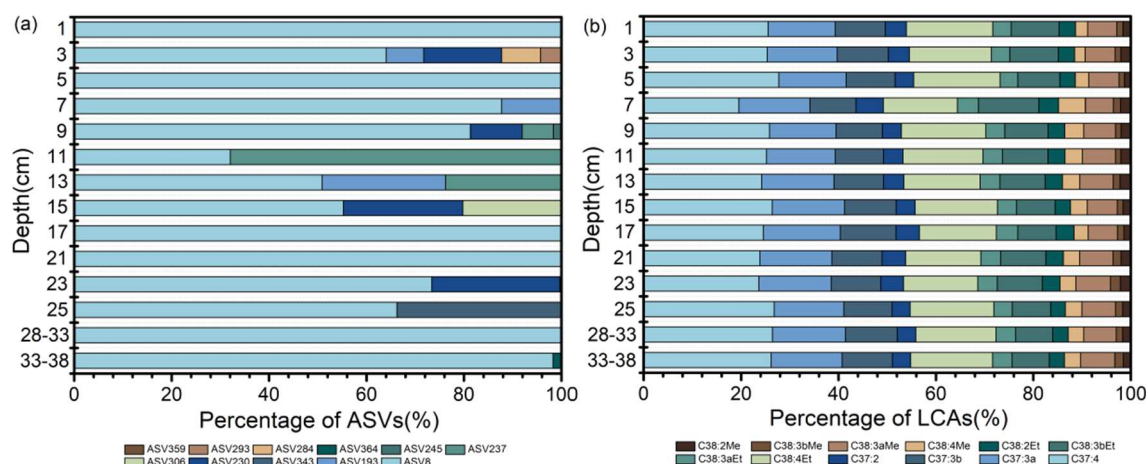 (a)
1
3
5
7
9
11
13
15
17
21
23
25
28-33
33-38
Depth(cm)
0 20 40 60 80 100
Percentage of ASVs(%)
ASV359 ASV293 ASV284 ASV364 ASV245 ASV237
ASV306 ASV230 ASV343 ASV193 ASV8
(b)
1
3
5
7
9
11
13
15
17
21
23
25
28-33
33-38
Depth(cm)
0 20 40 60 80 100
Percentage of LCAs(%)
C38:2Me C38:3bMe C38:3aMe C38:4Me C38:2Et C38:3bEt
C38:3aEt C38:4Et C37:2 C37:3b C37:3a C37:4